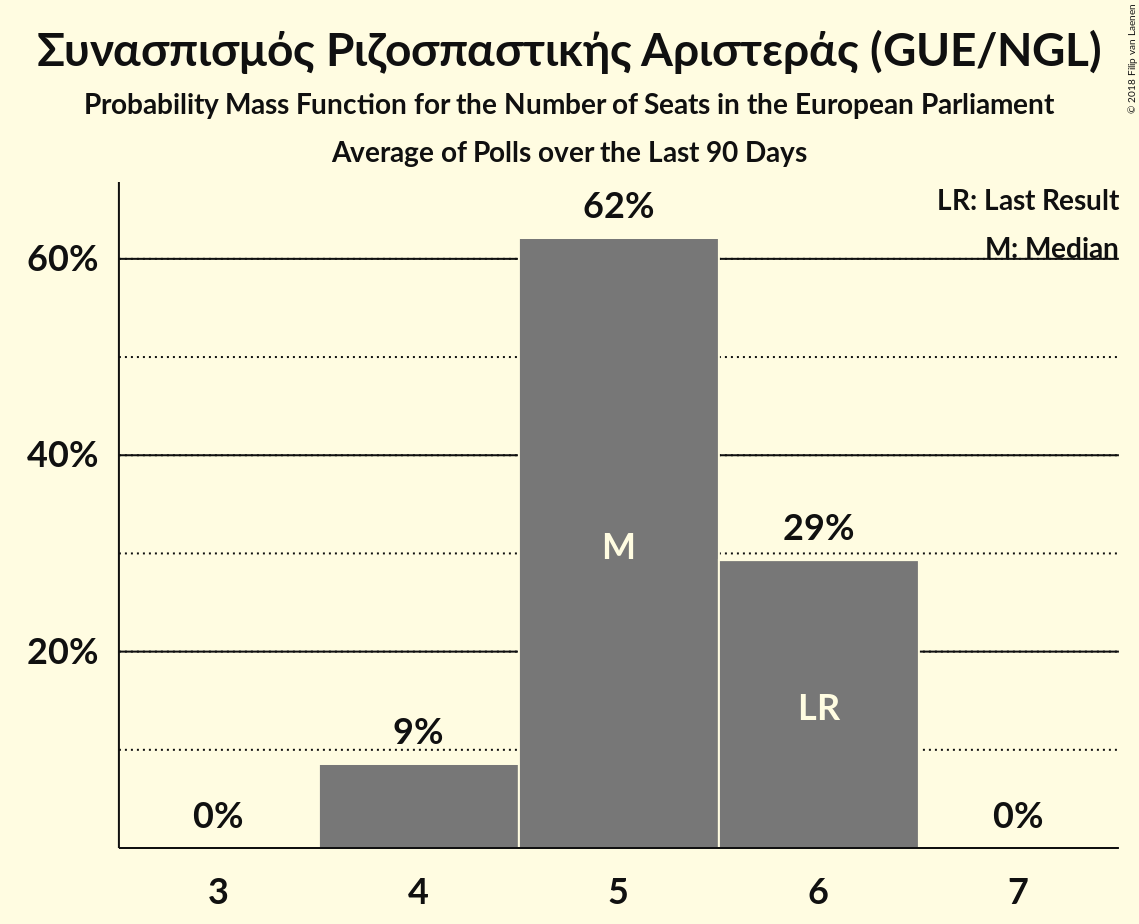 Συνασπισμός Ριζοσπαστικής Αριστεράς (GUE/NGL)
Probability Mass Function for the Number of Seats in the European Parliament
Average of Polls over the Last 90 Days
© 2018 Filip van Laenen
LR: Last Result
M: Median
62%
60%
40%
M
29%
20%
LR
9%
0%
0%
3 4 5 6 7